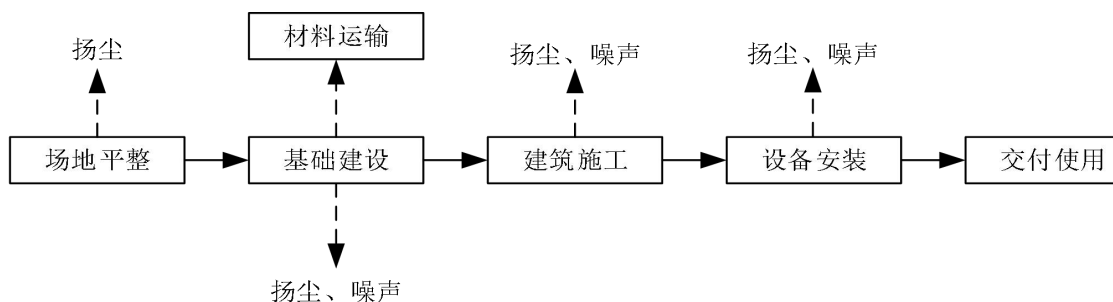 扬尘
材料运输
扬尘、噪声
扬尘、噪声
场地平整
基础建设
建筑施工
设备安装
交付使用
扬尘、噪声